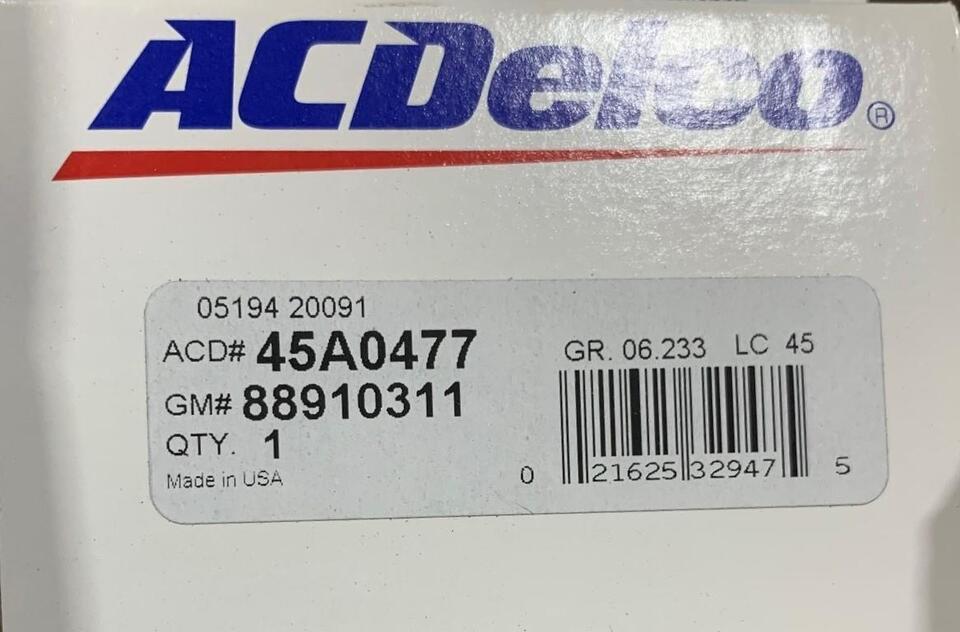 ACDelco®
05194 20091
ACD# 45A0477
GM# 88910311
QTY. 1
Made in USA
GR. 06.233 LC 45
0 21625 32947 5